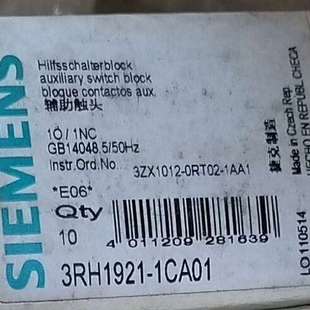 SIEMENS
Hilfsschalterblock
auxiliary switch block
bloque contactos aux.
辅助触头
1Ö / 1NC
GB14048.5/50Hz
Instr.Ord.No. 3ZX1012-0RT02-1AA1
*E06*
Qty
10
4 011209 281639
3RH1921-1CA01
捷克制造
Made in Czech Rep.
HECHO EN REPUBL CHECA
LO 110514